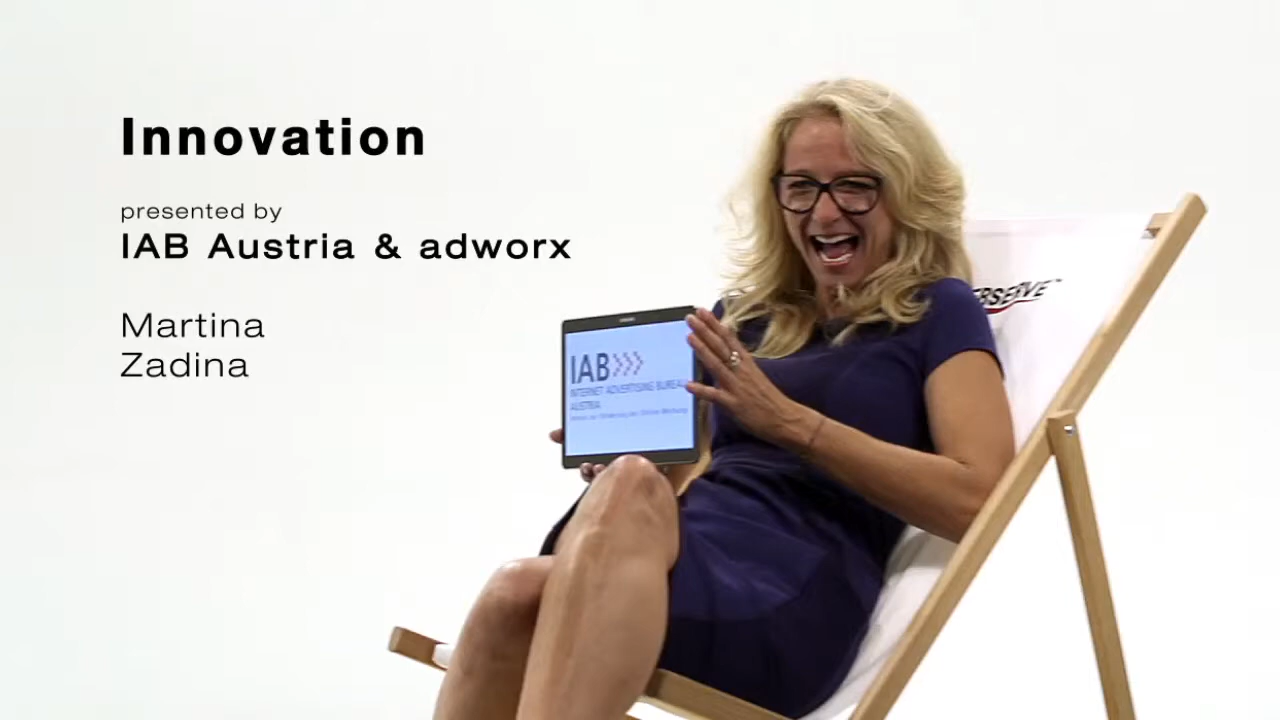 Innovation
presented by
IAB Austria & adworx
Martina
Zadina
IAB>>>
INTERNET ADVERTISING BUREAU
AUSTRIA